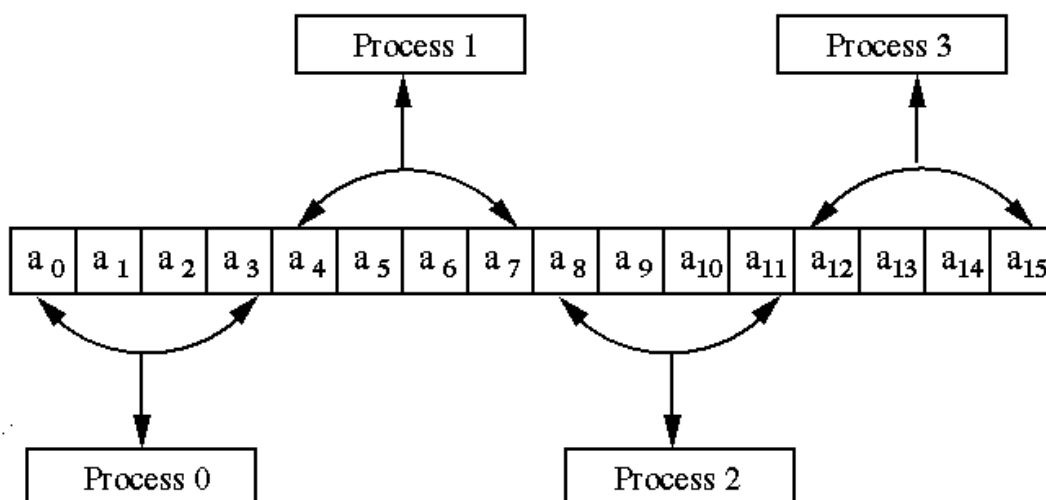 Process 1 Process 3
a0 a1 a2 a3 a4 a5 a6 a7 a8 a9 a10 a11 a12 a13 a14 a15
Process 0 Process 2